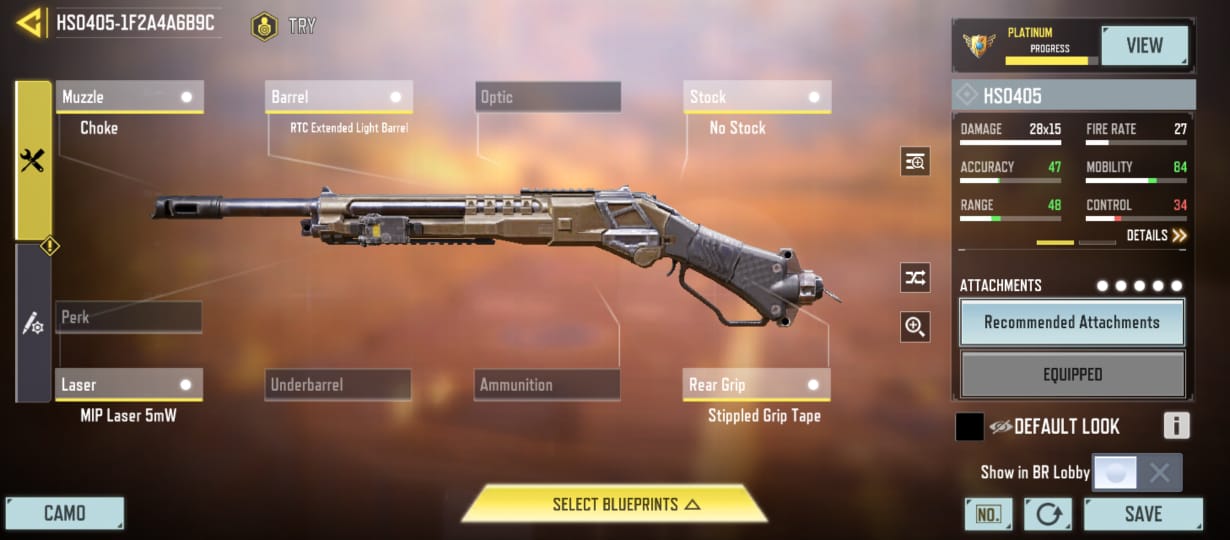 HS0405-1F2A4A6B9C
TRY
PLATINUM
PROGRESS
VIEW
Muzzle
Choke
Barrel
RTC Extended Light Barrel
Optic
Stock
No Stock
HS0405
DAMAGE 28x15
FIRE RATE 27
ACCURACY 47
MOBILITY 84
RANGE 48
CONTROL 34
DETAILS
ATTACHMENTS
Recommended Attachments
EQUIPPED
Perk
Laser
MIP Laser 5mW
Underbarrel
Ammunition
Rear Grip
Stippled Grip Tape
DEFAULT LOOK
i
Show in BR Lobby
CAMO
SELECT BLUEPRINTS
NO.
SAVE